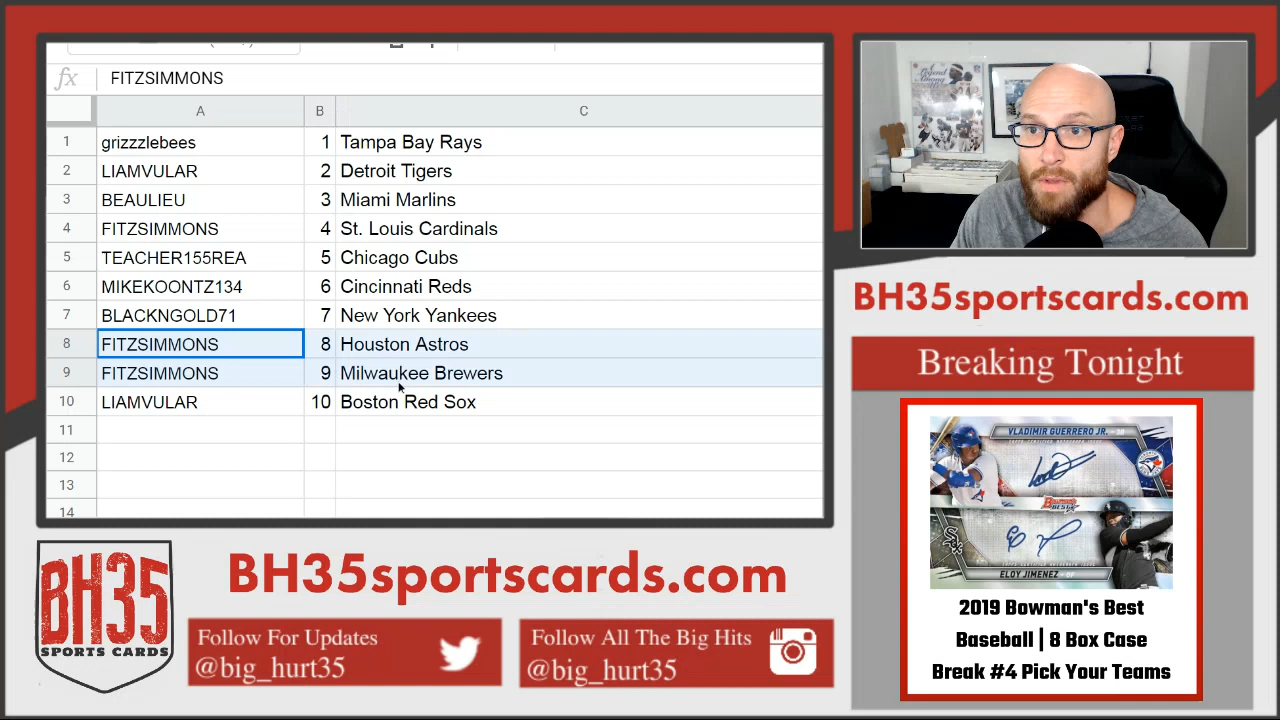 fx FITZSIMMONS
A B C
1 grizzzlebees 1 Tampa Bay Rays
2 LIAMVULAR 2 Detroit Tigers
3 BEAULIEU 3 Miami Marlins
4 FITZSIMMONS 4 St. Louis Cardinals
5 TEACHER155REA 5 Chicago Cubs
6 MIKEKOONTZ134 6 Cincinnati Reds
7 BLACKNGOLD71 7 New York Yankees
8 FITZSIMMONS 8 Houston Astros
9 FITZSIMMONS 9 Milwaukee Brewers
10 LIAMVULAR 10 Boston Red Sox
11
12
13
14
BH35sportscards.com
Breaking Tonight
VLADIMIR GUERRERO JR.
ELOY JIMENEZ - OF
2019 Bowman's Best
Baseball | 8 Box Case
Break #4 Pick Your Teams
BH35
SPORTS CARDS
BH35sportscards.com
Follow For Updates
@big_hurt35
Follow All The Big Hits
@big_hurt35